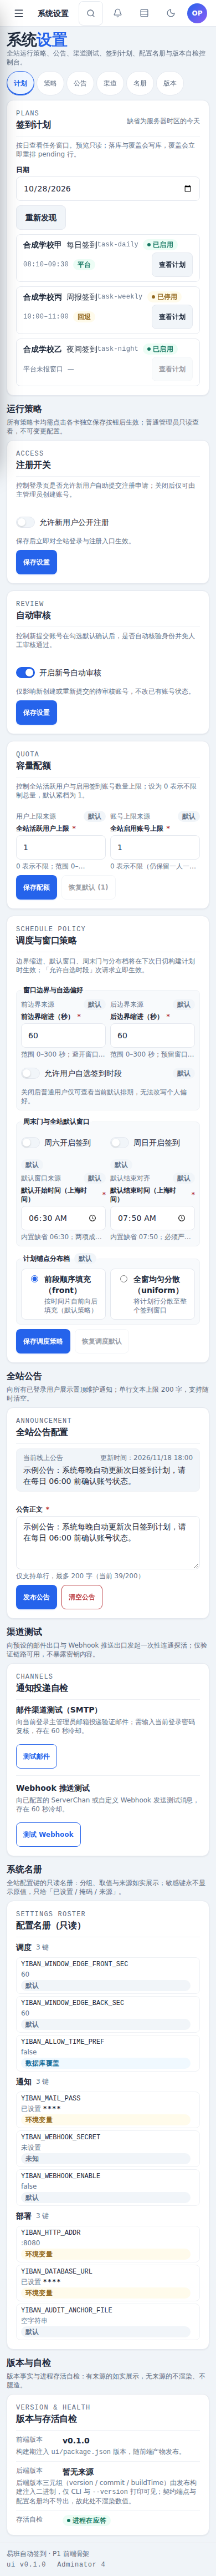 系统设置
OP
系统设置
系统运行策略、公告、渠道测试、签到计划、配置名册与版本自检控制台。
计划
策略
公告
渠道
名册
版本
PLANS
签到计划
缺省为服务器时区的今天
按日查看任务窗口。预览只读；落库与覆盖会写库，覆盖会立即重排 pending 行。
日期
10/28/2026
重新发现
合成学校甲 每日签到task-daily 已启用
08:10–09:30 平台
查看计划
合成学校丙 周报签到task-weekly 已停用
10:00–11:00 回退
查看计划
合成学校乙 夜间签到task-night 已启用
平台未报窗口 —
查看计划
运行策略
所有策略卡均需点击各卡独立保存按钮后生效；普通管理员只读查看，不可变更配置。
ACCESS
注册开关
控制登录页是否允许新用户自助提交注册申请；关闭后仅可由主管理员创建账号。
允许新用户公开注册
保存后立即对全站登录与注册入口生效。
保存设置
REVIEW
自动审核
控制新提交账号在勾选默认确认后，是否自动核验身份并免人工审核通过。
开启新号自动审核
仅影响新创建或重新提交的待审核账号，不改已有账号状态。
保存设置
QUOTA
容量配额
控制全站活跃用户与启用签到账号数量上限；设为 0 表示不限制总量，默认档案为 1。
用户上限来源 默认
账号上限来源 默认
全站活跃用户上限 *
全站启用账号上限 *
1
1
0 表示不限；范围 0–…
0 表示不限（仍保留一人一…
保存配额
恢复默认 (1)
SCHEDULE POLICY
调度与窗口策略
边界缩进、默认窗口、周末门与分布档将在下次日切构建计划时生效；「允许自选时段」次请求立即生效。
窗口边界与自选偏好
前边界来源 默认
后边界来源 默认
前边界缩进（秒） *
后边界缩进（秒） *
60
60
范围 0–300 秒；避开窗口…
范围 0–300 秒；预留窗口…
允许用户自选签到时段 默认
关闭后普通用户仅可查看当前默认排期，无法改写个人偏好。
周末门与全站默认窗口
周六开启签到
周日开启签到
默认
默认
默认窗口来源 默认
默认结束对齐 默认
默认开始时刻（上海时间） *
默认结束时刻（上海时间） *
06:30 AM
07:50 AM
内置缺省 06:30；两项成…
内置缺省 07:50；必须严…
计划铺点分布档 默认
前段顺序填充（front）
按时间片自前向后填充（默认策略）
全窗均匀分散（uniform）
将计划行分散至整个签到窗口
保存调度策略
恢复调度默认
全站公告
向所有已登录用户展示置顶维护通知；单行文本上限 200 字，支持随时清空。
ANNOUNCEMENT
全站公告配置
当前线上公告
更新时间：2026/11/18 18:00
示例公告：系统每晚自动更新次日签到计划，请在每日 06:00 前确认账号状态。
公告正文 *
示例公告：系统每晚自动更新次日签到计划，请在每日 06:00 前确认账号状态。
仅支持单行，最多 200 字（当前 39/200）
发布公告
清空公告
渠道测试
向预设的邮件出口与 Webhook 推送出口发起一次性连通探活；仅验证链路可用，不暴露密钥内容。
CHANNELS
通知投递自检
邮件渠道测试（SMTP）
向当前登录主管理员邮箱投递验证邮件；需输入当前登录密码复核，存在 60 秒冷却。
测试邮件
Webhook 推送测试
向已配置的 ServerChan 或自定义 Webhook 发送测试消息，存在 60 秒冷却。
测试 Webhook
系统名册
全站配置键的只读名册：分组、取值与来源如实展示；敏感键永不显示原值，只给「已设置 / 掩码 / 来源」。
SETTINGS ROSTER
配置名册（只读）
调度 3 键
YIBAN_WINDOW_EDGE_FRONT_SEC
60
默认
YIBAN_WINDOW_EDGE_BACK_SEC
60
默认
YIBAN_ALLOW_TIME_PREF
false
数据库覆盖
通知 3 键
YIBAN_MAIL_PASS
已设置 ****
环境变量
YIBAN_WEBHOOK_SECRET
未设置
未知
YIBAN_WEBHOOK_ENABLE
false
默认
部署 3 键
YIBAN_HTTP_ADDR
:8080
环境变量
YIBAN_DATABASE_URL
已设置 ****
环境变量
YIBAN_AUDIT_ANCHOR_FILE
空字符串
默认
版本与自检
版本事实与进程存活自检：有来源的如实展示，无来源的不渲染、不臆造。
VERSION & HEALTH
版本与存活自检
前端版本 v0.1.0
构建期注入 ui/package.json 版本，随前端产物发布。
后端版本 暂无来源
后端版本三元组（version / commit / buildTime）由发布构建注入二进制，仅 CLI 与 --version 打印可见；契约端点与配置名册均不导出，故此处不渲染数值。
存活自检 进程在应答
易班自动签到 · P1 前端骨架
ui v0.1.0 Adminator 4